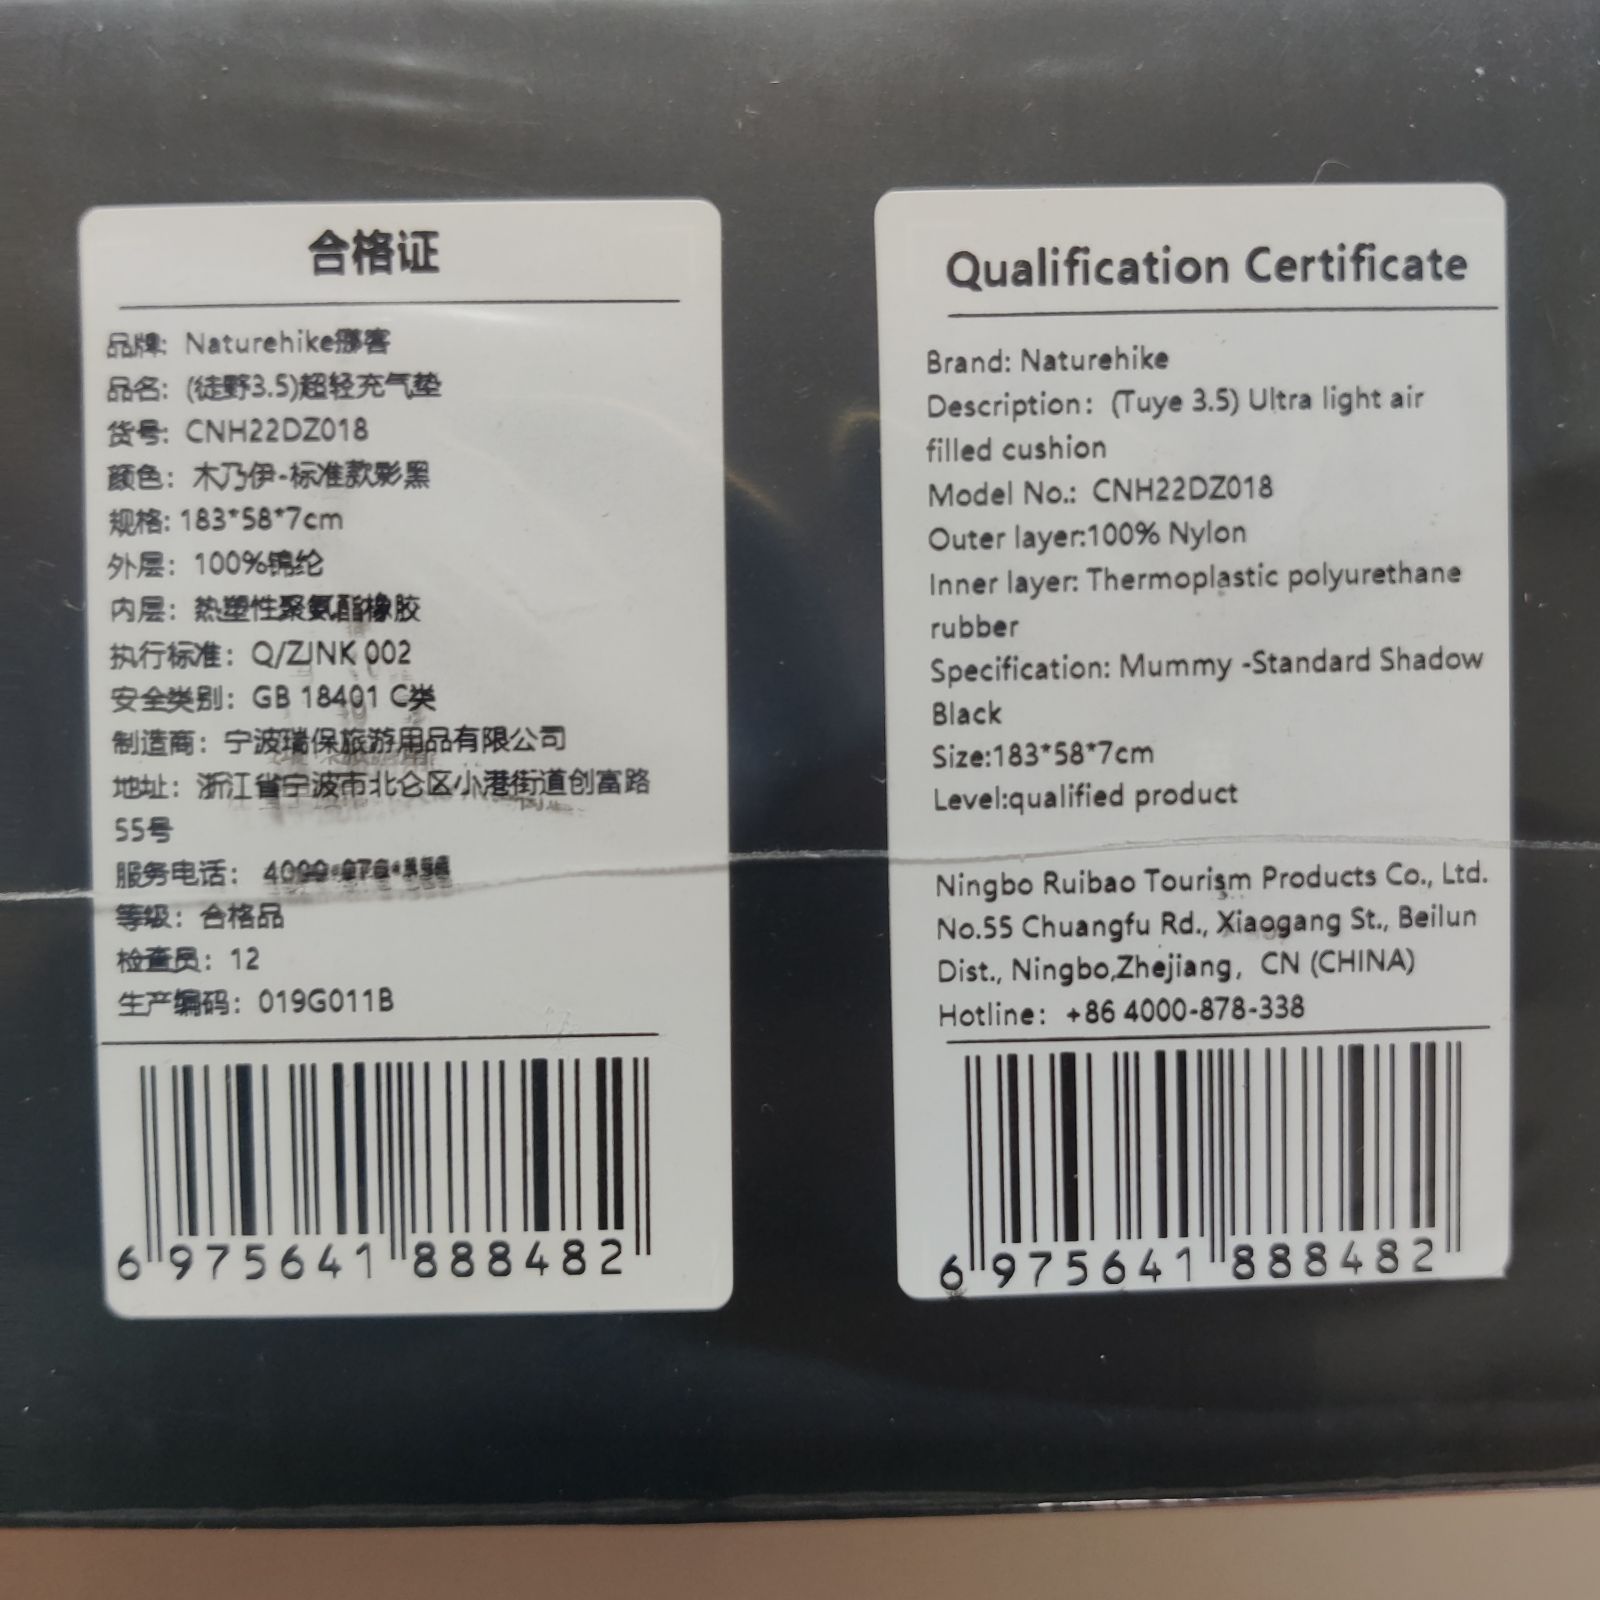 合格证
品牌: Naturehike挪客
品名: (徒野3.5)超轻充气垫
货号: CNH22DZ018
颜色: 木乃伊-标准款影黑
规格: 183*58*7cm
外层: 100%锦纶
内层: 热塑性聚氨酯橡胶
执行标准: Q/ZJNK 002
安全类别: GB 18401 C类
制造商: 宁波瑞保旅游用品有限公司
地址: 浙江省宁波市北仑区小港街道创富路
55号
服务电话:
等级: 合格品
检查员: 12
生产编码: 019G011B
6 975641 888482
Qualification Certificate
Brand: Naturehike
Description: (Tuye 3.5) Ultra light air
filled cushion
Model No.: CNH22DZ018
Outer layer:100% Nylon
Inner layer: Thermoplastic polyurethane
rubber
Specification: Mummy -Standard Shadow
Black
Size:183*58*7cm
Level:qualified product
Ningbo Ruibao Tourism Products Co., Ltd.
No.55 Chuangfu Rd., Xiaogang St., Beilun
Dist., Ningbo,Zhejiang, CN (CHINA)
Hotline: +86 4000-878-338
6 975641 888482